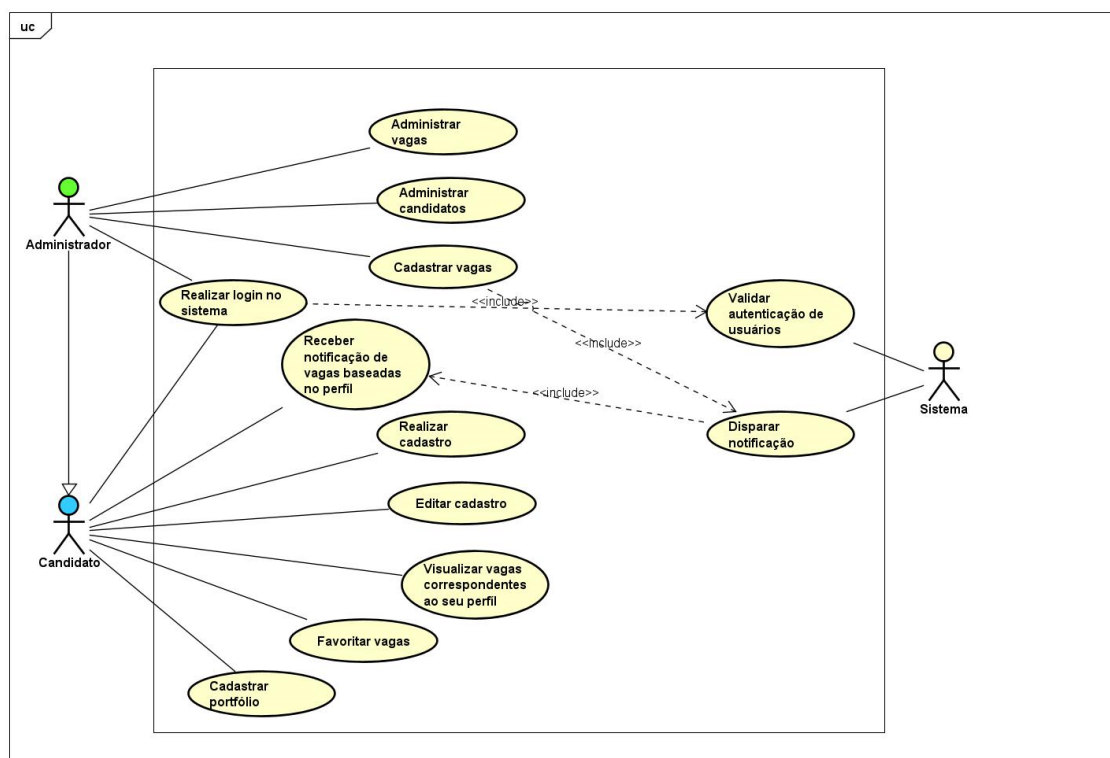 uc
Administrar
vagas
Administrar
candidatos
Administrador
Cadastrar vagas
Realizar login no
sistema
<<include>>
Validar
autenticação de
usuários
Receber
notificação de
vagas baseadas
no perfil
<<include>>
<<include>>
Sistema
Disparar
notificação
Realizar
cadastro
Editar cadastro
Candidato
Visualizar vagas
correspondentes
ao seu perfil
Favoritar vagas
Cadastrar
portfólio